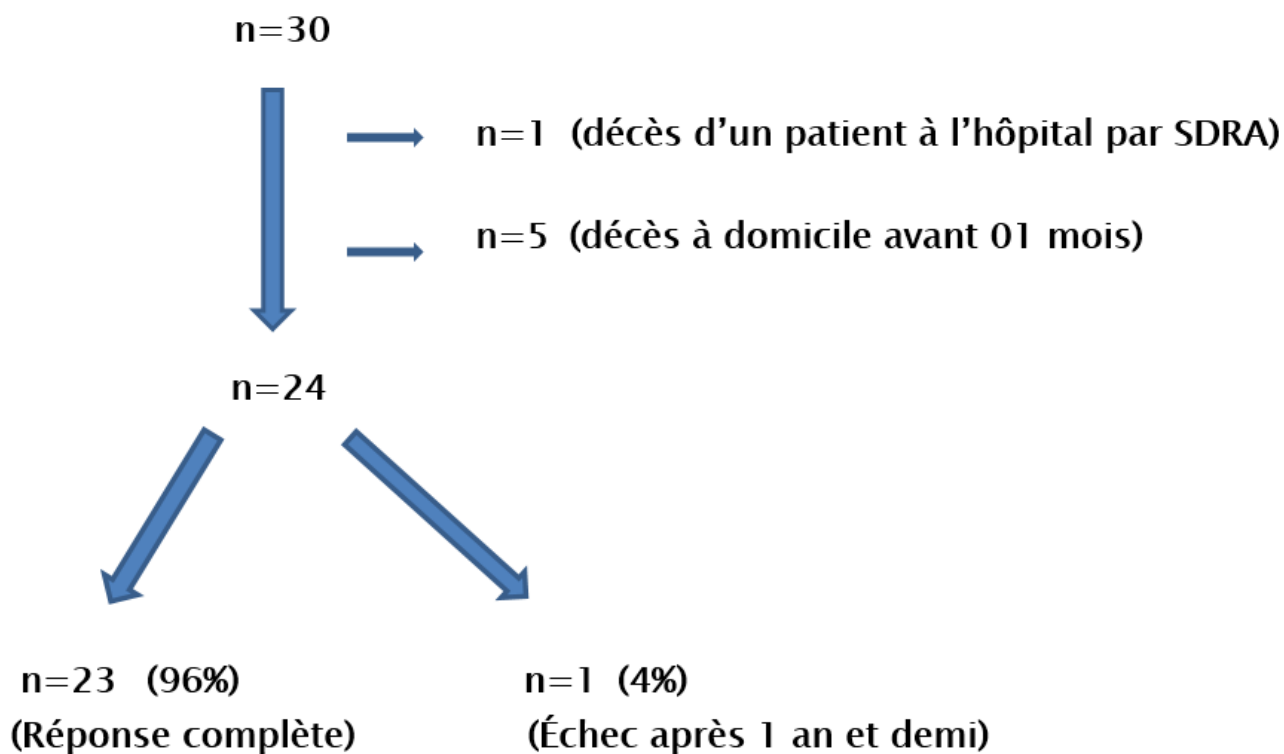 n=30
n=1 (décès d'un patient à l'hôpital par SDRA)
n=5 (décès à domicile avant 01 mois)
n=24
n=23 (96%)
(Réponse complète)
n=1 (4%)
(Échec après 1 an et demi)